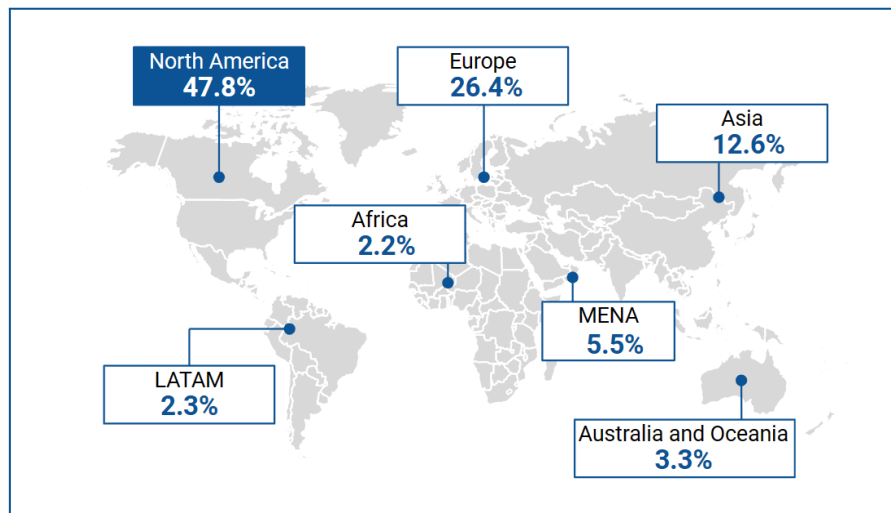 North America
47.8%
Europe
26.4%
Asia
12.6%
Africa
2.2%
MENA
5.5%
LATAM
2.3%
Australia and Oceania
3.3%